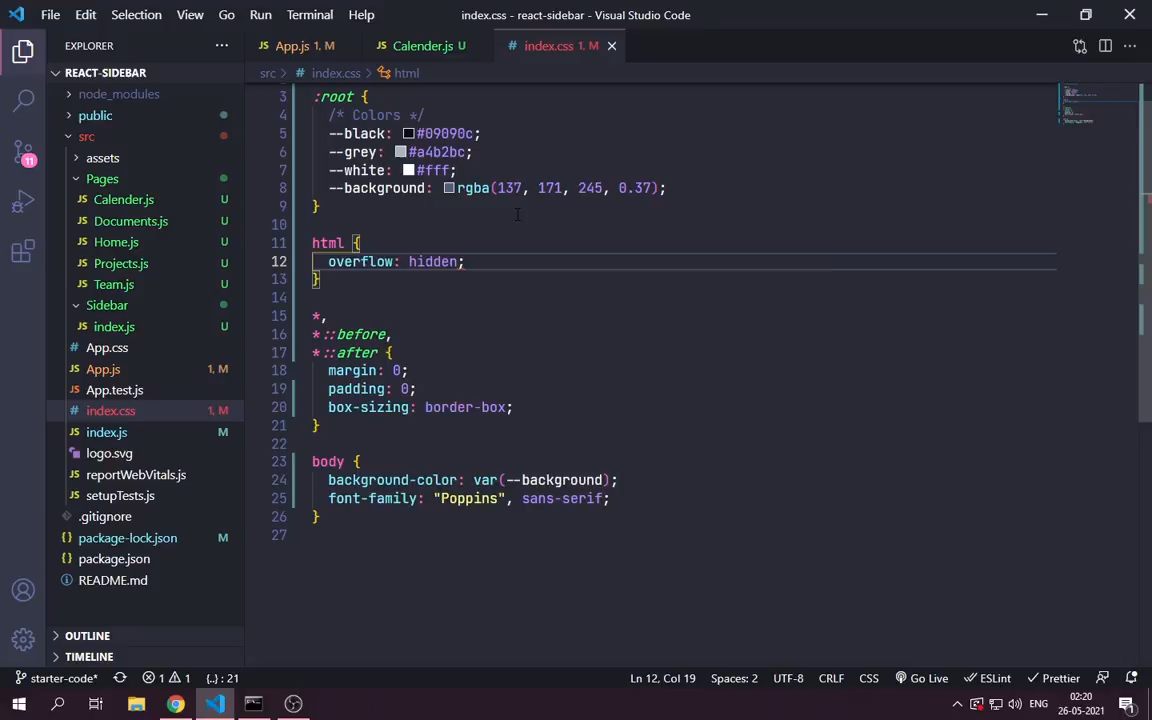 File Edit Selection View Go Run Terminal Help index.css - react-sidebar - Visual Studio Code
EXPLORER
JS App.js 1, M JS Calender.js U # index.css 1, M
src > # index.css > html
REACT-SIDEBAR
node_modules
public
src
assets
Pages
JS Calender.js U
JS Documents.js U
JS Home.js U
JS Projects.js U
JS Team.js U
Sidebar
JS index.js U
# App.css
JS App.js 1, M
JS App.test.js
# index.css 1, M
JS index.js M
logo.svg
JS reportWebVitals.js
JS setupTests.js
.gitignore
{} package-lock.json M
{} package.json
README.md
OUTLINE
TIMELINE
11
3 :root {
4 /* Colors */
5 --black: #09090c;
6 --grey: #a4b2bc;
7 --white: #fff;
8 --background: rgba(137, 171, 245, 0.37);
9 }
10
11 html {
12 overflow: hidden;
13 }
14
15 *,
16 *::before,
17 *::after {
18 margin: 0;
19 padding: 0;
20 box-sizing: border-box;
21 }
22
23 body {
24 background-color: var(--background);
25 font-family: "Poppins", sans-serif;
26 }
27
starter-code* 1 1 {..} : 21 Ln 12, Col 19 Spaces: 2 UTF-8 CRLF CSS Go Live ESLint Prettier
ENG 02:20
26-05-2021 1